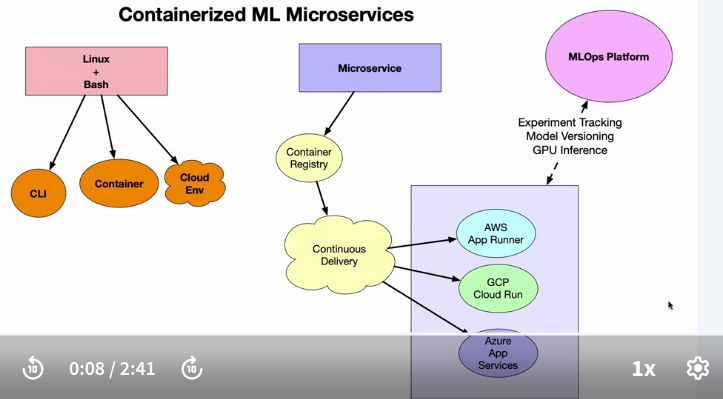 Containerized ML Microservices
Linux
+
Bash
CLI
Container
Cloud
Env
Microservice
Container
Registry
Continuous
Delivery
MLOps Platform
Experiment Tracking
Model Versioning
GPU Inference
AWS
App Runner
GCP
Cloud Run
Azure
App
Services
10
0:08 / 2:41
10
1x